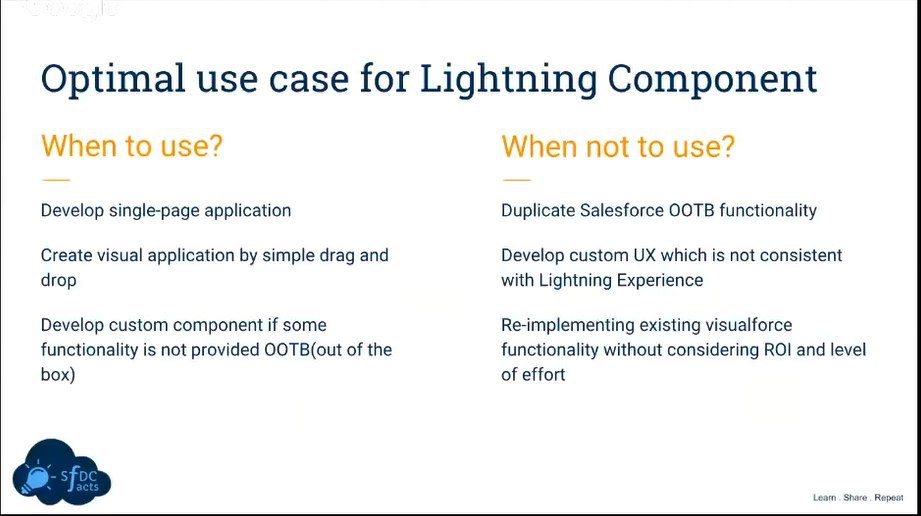 Optimal use case for Lightning Component
When to use?
Develop single-page application
Create visual application by simple drag and
drop
Develop custom component if some
functionality is not provided OOTB(out of the
box)
When not to use?
Duplicate Salesforce OOTB functionality
Develop custom UX which is not consistent
with Lightning Experience
Re-implementing existing visualforce
functionality without considering ROI and level
of effort
SfDC
acts
Learn . Share . Repeat